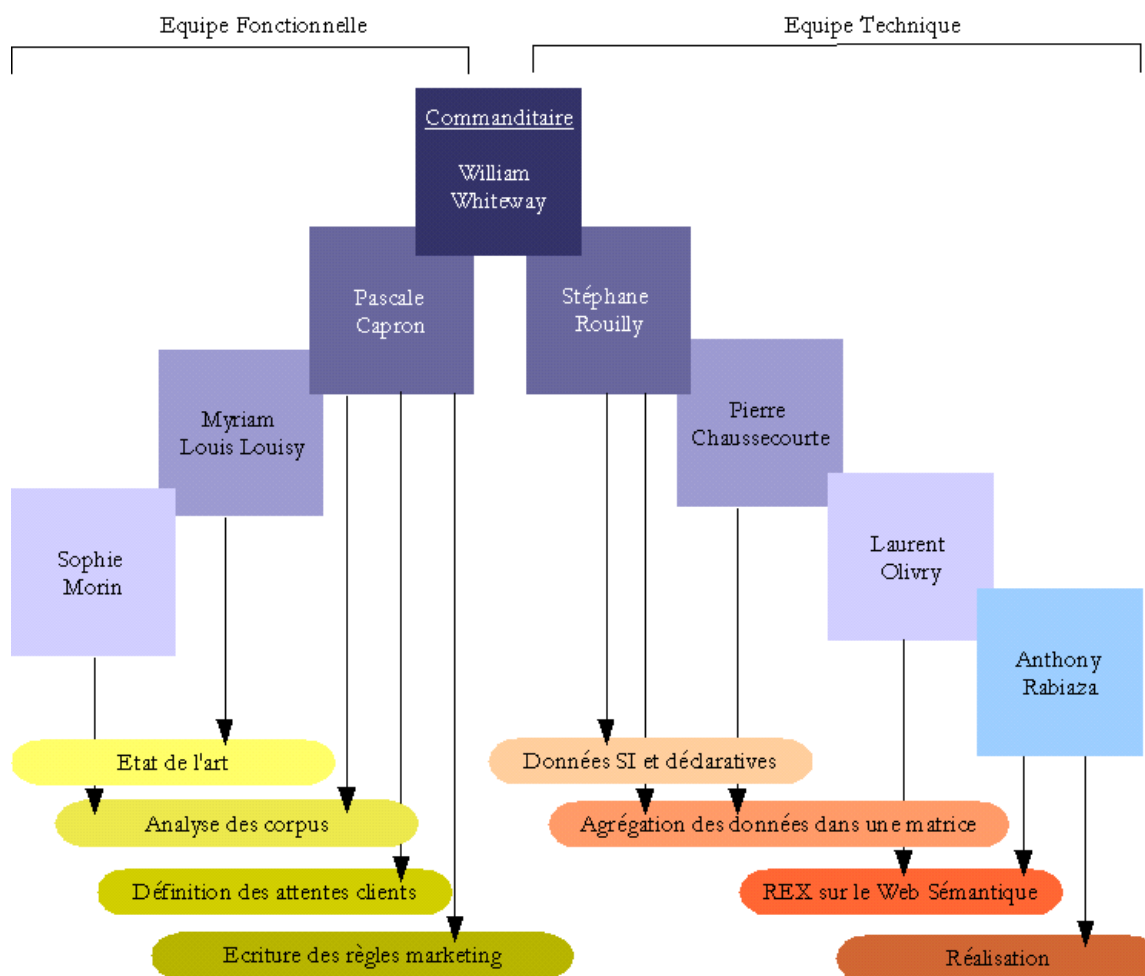 Equipe Fonctionnelle
Equipe Technique
Commanditaire
William
Whiteway
Pascale
Capron
Stéphane
Rouilly
Myriam
Louis Louisy
Pierre
Chaussecourte
Sophie
Morin
Laurent
Olivry
Anthony
Rabiaza
Etat de l'art
Données SI et déclaratives
Analyse des corpus
Agrégation des données dans une matrice
Définition des attentes clients
REX sur le Web Sémantique
Ecriture des règles marketing
Réalisation